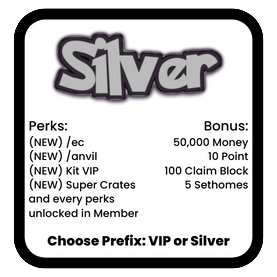 Silver
Perks:
(NEW) /ec
(NEW) /anvil
(NEW) Kit VIP
(NEW) Super Crates
and every perks
unlocked in Member
Bonus:
50,000 Money
10 Point
100 Claim Block
5 Sethomes
Choose Prefix: VIP or Silver